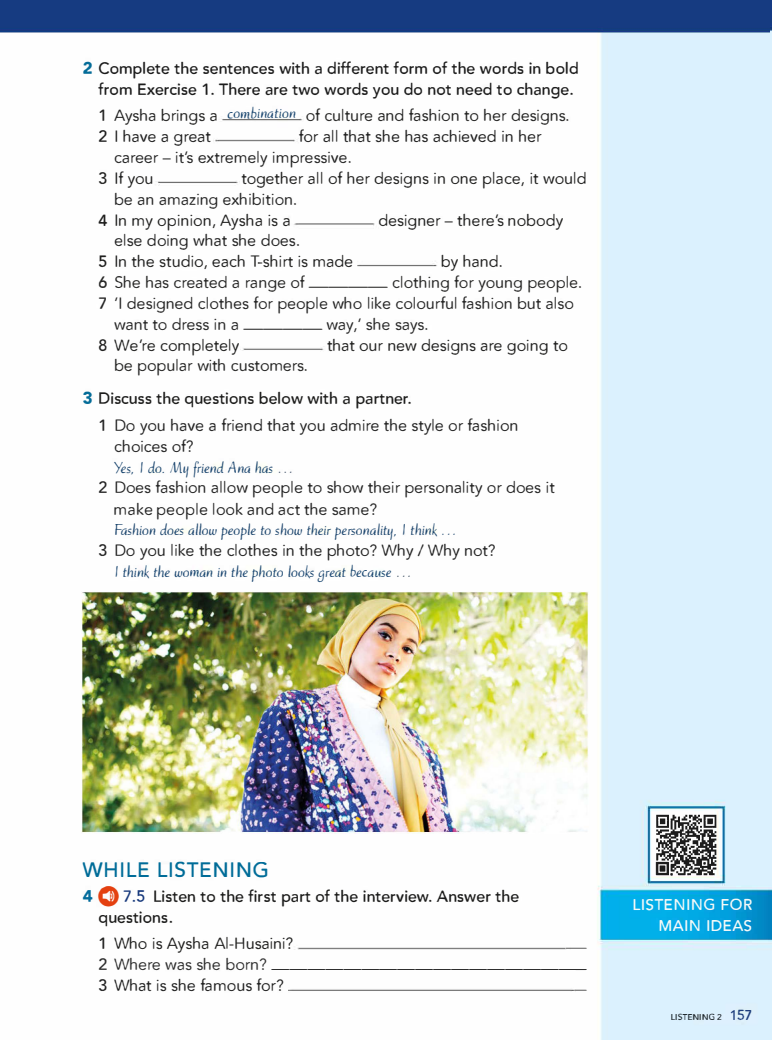 2 Complete the sentences with a different form of the words in bold
from Exercise 1. There are two words you do not need to change.
1 Aysha brings a combination of culture and fashion to her designs.
2 I have a great __________ for all that she has achieved in her
career – it's extremely impressive.
3 If you __________ together all of her designs in one place, it would
be an amazing exhibition.
4 In my opinion, Aysha is a __________ designer – there's nobody
else doing what she does.
5 In the studio, each T-shirt is made __________ by hand.
6 She has created a range of __________ clothing for young people.
7 'I designed clothes for people who like colourful fashion but also
want to dress in a __________ way,' she says.
8 We're completely __________ that our new designs are going to
be popular with customers.
3 Discuss the questions below with a partner.
1 Do you have a friend that you admire the style or fashion
choices of?
Yes, I do. My friend Ana has ...
2 Does fashion allow people to show their personality or does it
make people look and act the same?
Fashion does allow people to show their personality, I think ...
3 Do you like the clothes in the photo? Why / Why not?
I think the woman in the photo looks great because ...
WHILE LISTENING
4 7.5 Listen to the first part of the interview. Answer the
questions.
1 Who is Aysha Al-Husaini? __________
2 Where was she born? __________
3 What is she famous for? __________
LISTENING FOR
MAIN IDEAS
LISTENING 2 157